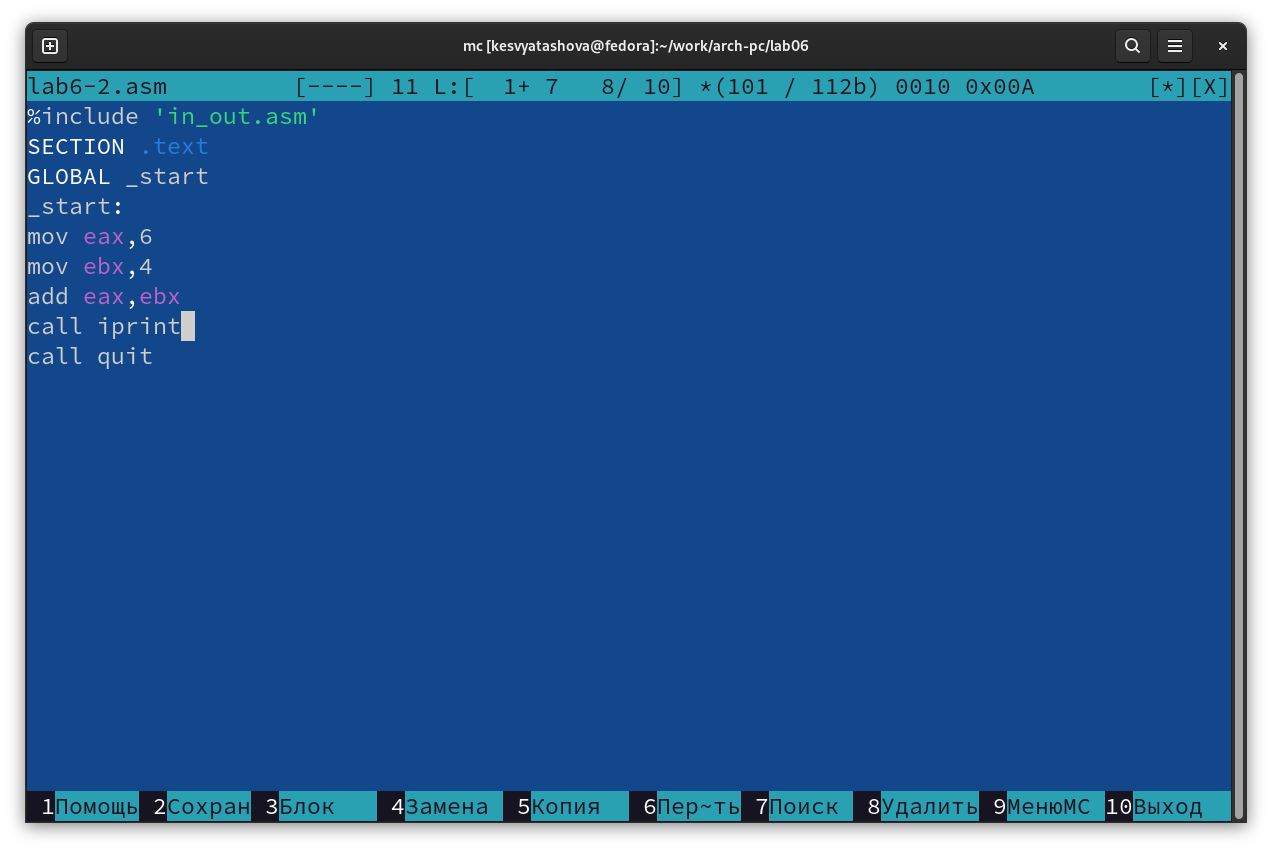 mc [kesvyatashova@fedora]:~/work/arch-pc/lab06
lab6-2.asm [----] 11 L:[ 1+ 7 8/ 10] *(101 / 112b) 0010 0x00A [*][X]
%include 'in_out.asm'
SECTION .text
GLOBAL _start
_start:
mov eax,6
mov ebx,4
add eax,ebx
call iprint
call quit
1Помощь 2Сохран 3Блок 4Замена 5Копия 6Пер~ть 7Поиск 8Удалить 9МенюMC 10Выход